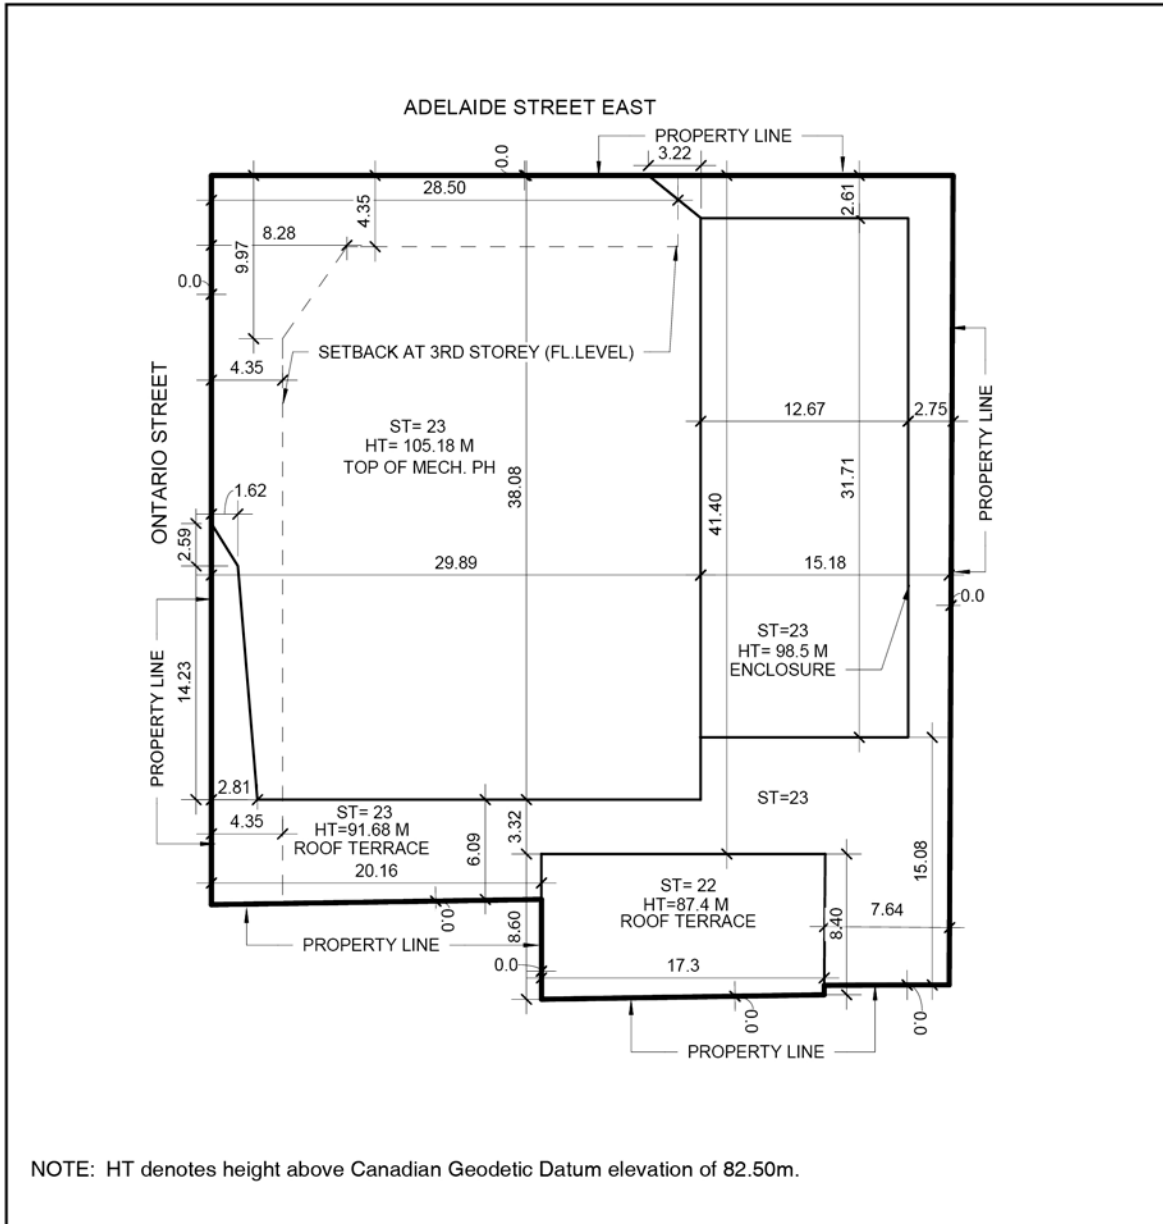 ADELAIDE STREET EAST
PROPERTY LINE
0.0
3.22
28.50
2.61
4.35
8.28
9.97
0.0
SETBACK AT 3RD STOREY (FL.LEVEL)
4.35
PROPERTY LINE
ONTARIO STREET
12.67
2.75
ST= 23
HT= 105.18 M
TOP OF MECH. PH
38.08
41.40
31.71
1.62
2.59
29.89
15.18
0.0
ST=23
HT= 98.5 M
ENCLOSURE
PROPERTY LINE
14.23
2.81
ST= 23
HT=91.68 M
ROOF TERRACE
4.35
6.09
3.32
ST=23
20.16
15.08
ST= 22
HT=87.4 M
ROOF TERRACE
7.64
0.0
8.60
8.40
PROPERTY LINE
0.0
17.3
0.0
0.0
PROPERTY LINE
NOTE: HT denotes height above Canadian Geodetic Datum elevation of 82.50m.